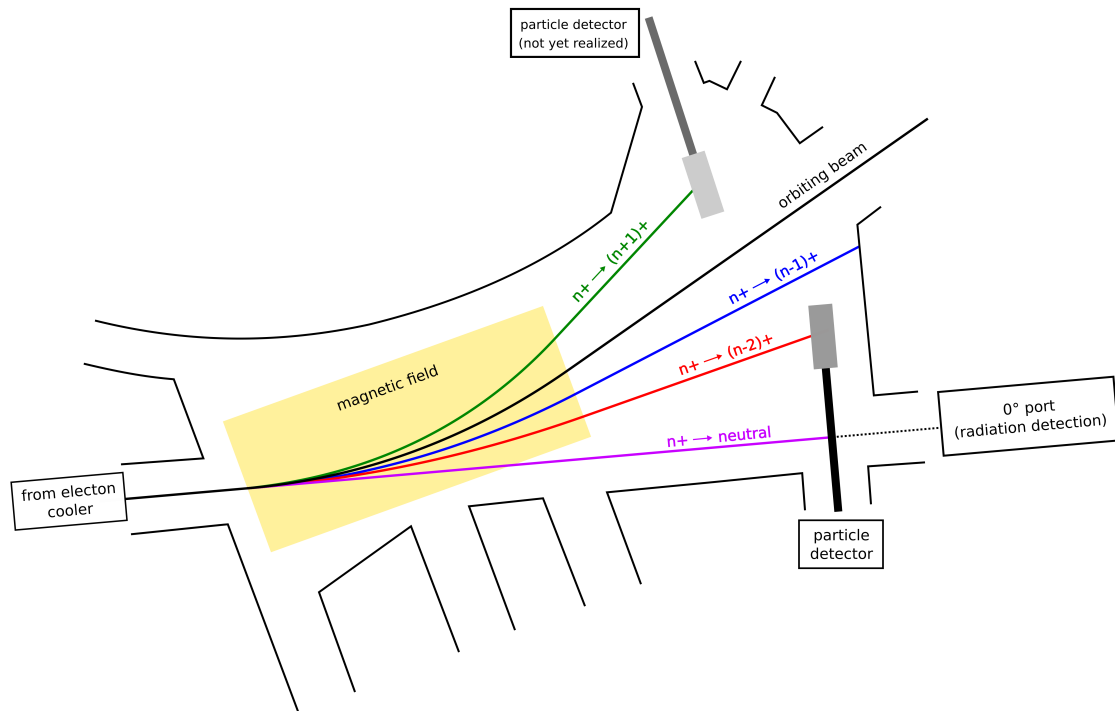 particle detector
(not yet realized)
orbiting beam
n+ → (n+1)+
n+ → (n-1)+
magnetic field
n+ → (n-2)+
0° port
(radiation detection)
n+ → neutral
from electon
cooler
particle
detector